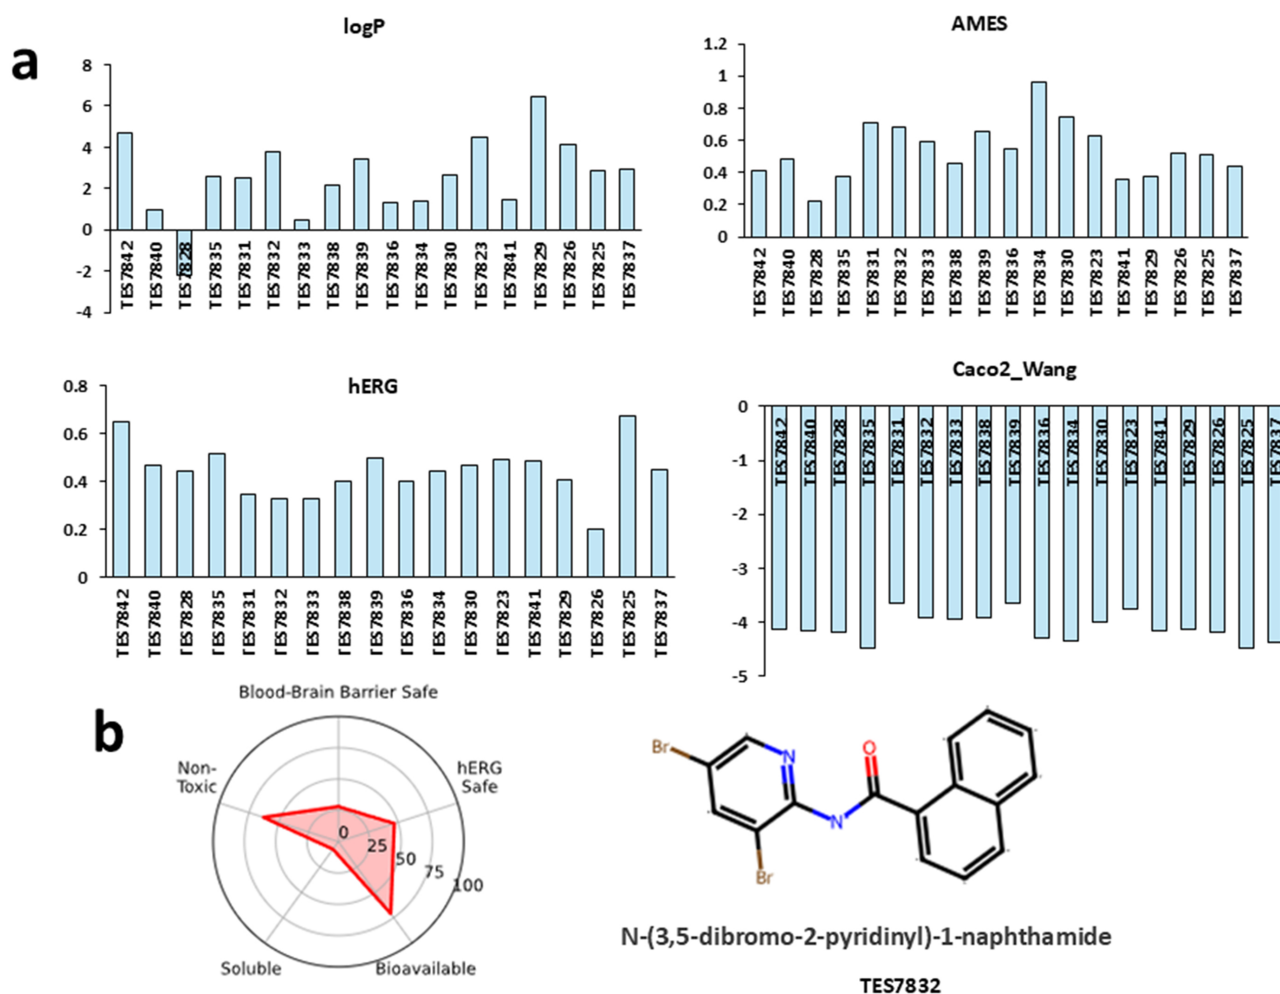 a
logP
8
6
4
2
0
-2
-4
TES7842
TES7840
TES7828
TES7835
TES7831
TES7832
TES7833
TES7838
TES7839
TES7836
TES7834
TES7830
TES7823
TES7841
TES7829
TES7826
TES7825
TES7837
AMES
1.2
1
0.8
0.6
0.4
0.2
0
TES7842
TES7840
TES7828
TES7835
TES7831
TES7832
TES7833
TES7838
TES7839
TES7836
TES7834
TES7830
TES7823
TES7841
TES7829
TES7826
TES7825
TES7837
hERG
0.8
0.6
0.4
0.2
0
TES7842
TES7840
TES7828
TES7835
TES7831
TES7832
TES7833
TES7838
TES7839
TES7836
TES7834
TES7830
TES7823
TES7841
TES7829
TES7826
TES7825
TES7837
Caco2_Wang
0
-1
-2
-3
-4
-5
TES7842
TES7840
TES7828
TES7835
TES7831
TES7832
TES7833
TES7838
TES7839
TES7836
TES7834
TES7830
TES7823
TES7841
TES7829
TES7826
TES7825
TES7837
b
Blood-Brain Barrier Safe
Non-
Toxic
hERG
Safe
0
25
50
75
100
Soluble
Bioavailable
Br
N
O
N
Br
N-(3,5-dibromo-2-pyridinyl)-1-naphthamide
TES7832